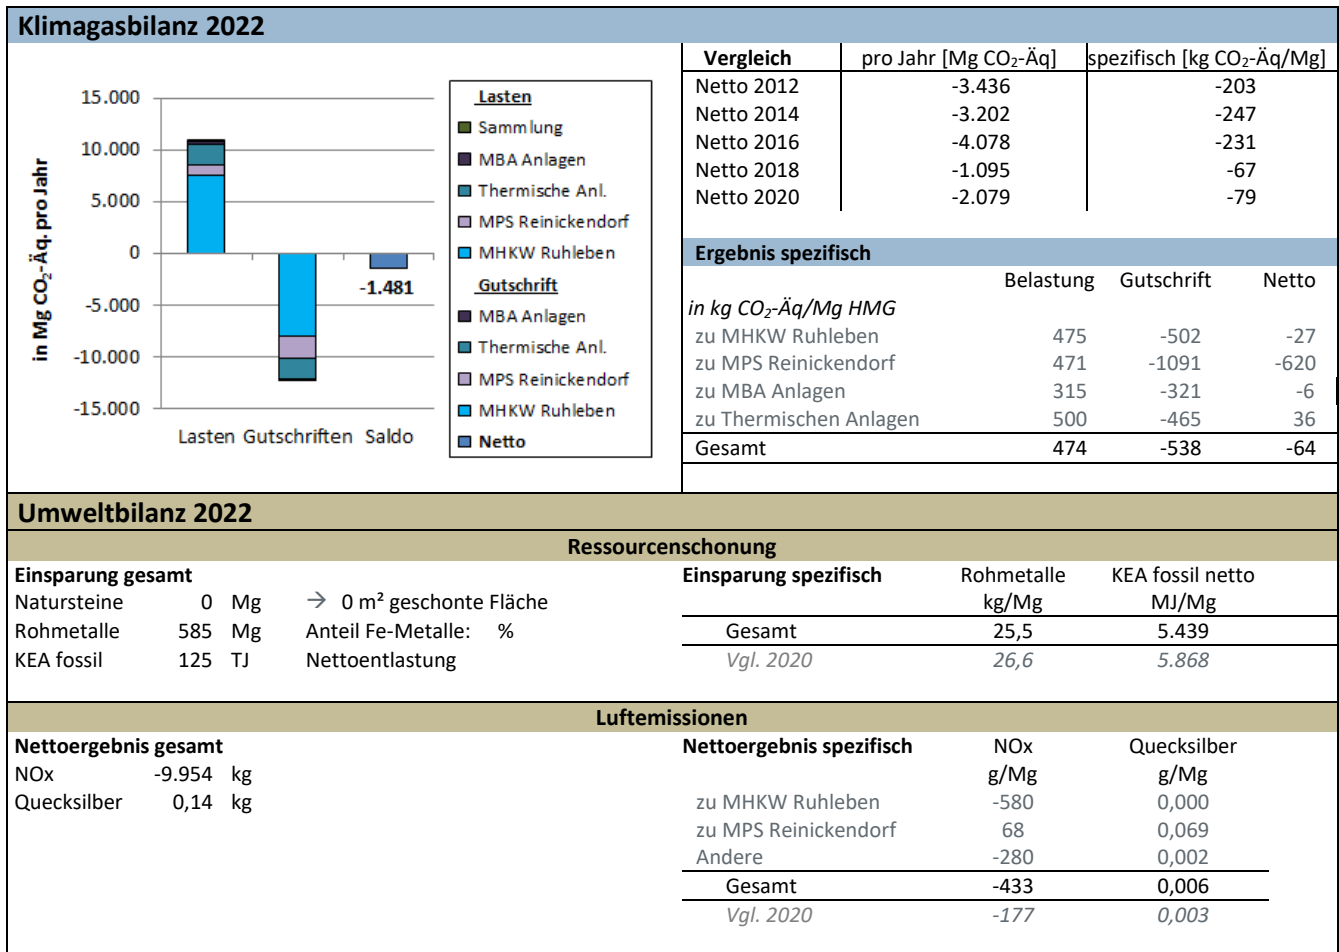 Klimagasbilanz 2022
in Mg CO₂-Äq. pro Jahr
15.000
10.000
5.000
0
-5.000
-10.000
-15.000
-1.481
Lasten Gutschriften Saldo
Lasten
Sammlung
MBA Anlagen
Thermische Anl.
MPS Reinickendorf
MHKW Ruhleben
Gutschrift
MBA Anlagen
Thermische Anl.
MPS Reinickendorf
MHKW Ruhleben
Netto
Vergleich pro Jahr [Mg CO₂-Äq] spezifisch [kg CO₂-Äq/Mg]
Netto 2012 -3.436 -203
Netto 2014 -3.202 -247
Netto 2016 -4.078 -231
Netto 2018 -1.095 -67
Netto 2020 -2.079 -79
Ergebnis spezifisch
Belastung Gutschrift Netto
in kg CO₂-Äq/Mg HMG
zu MHKW Ruhleben 475 -502 -27
zu MPS Reinickendorf 471 -1091 -620
zu MBA Anlagen 315 -321 -6
zu Thermischen Anlagen 500 -465 36
Gesamt 474 -538 -64
Umweltbilanz 2022
Ressourcenschonung
Einsparung gesamt
Natursteine 0 Mg → 0 m² geschonte Fläche
Rohmetalle 585 Mg Anteil Fe-Metalle: %
KEA fossil 125 TJ Nettoentlastung
Einsparung spezifisch Rohmetalle KEA fossil netto
kg/Mg MJ/Mg
Gesamt 25,5 5.439
Vgl. 2020 26,6 5.868
Luftemissionen
Nettoergebnis gesamt
NOx -9.954 kg
Quecksilber 0,14 kg
Nettoergebnis spezifisch NOx Quecksilber
g/Mg g/Mg
zu MHKW Ruhleben -580 0,000
zu MPS Reinickendorf 68 0,069
Andere -280 0,002
Gesamt -433 0,006
Vgl. 2020 -177 0,003